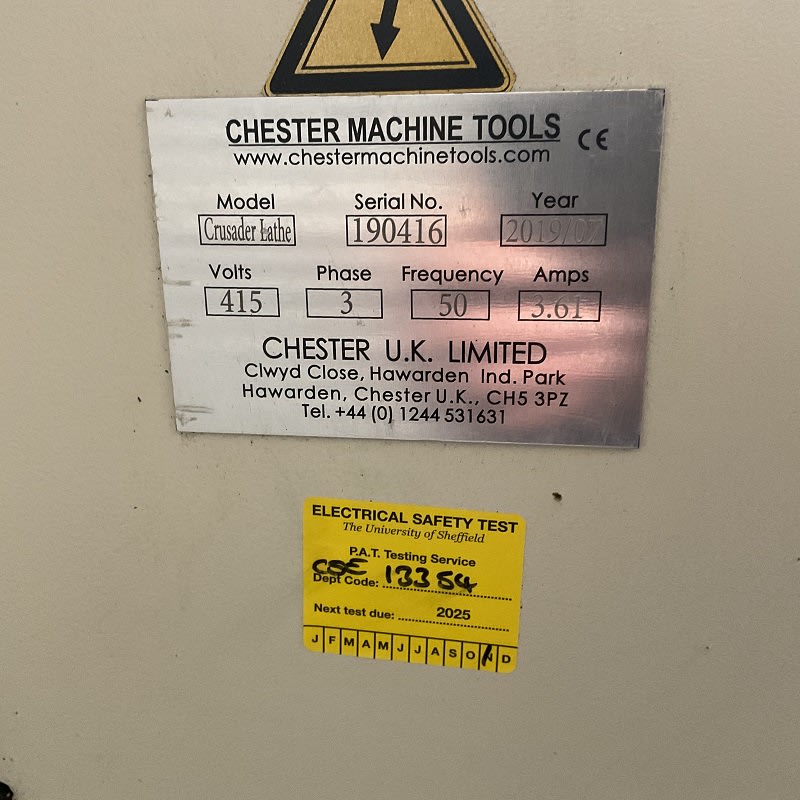 CHESTER MACHINE TOOLS CE
www.chestermachinetools.com
Model Serial No. Year
Crusader Lathe 190416 2019/07
Volts Phase Frequency Amps
415 3 50 3.61
CHESTER U.K. LIMITED
Clwyd Close, Hawarden Ind. Park
Hawarden, Chester U.K., CH5 3PZ
Tel. +44 (0) 1244 531631
ELECTRICAL SAFETY TEST
The University of Sheffield
P.A.T. Testing Service
COE 13354
Dept Code:
Next test due: 2025
J F M A M J J A S O N D